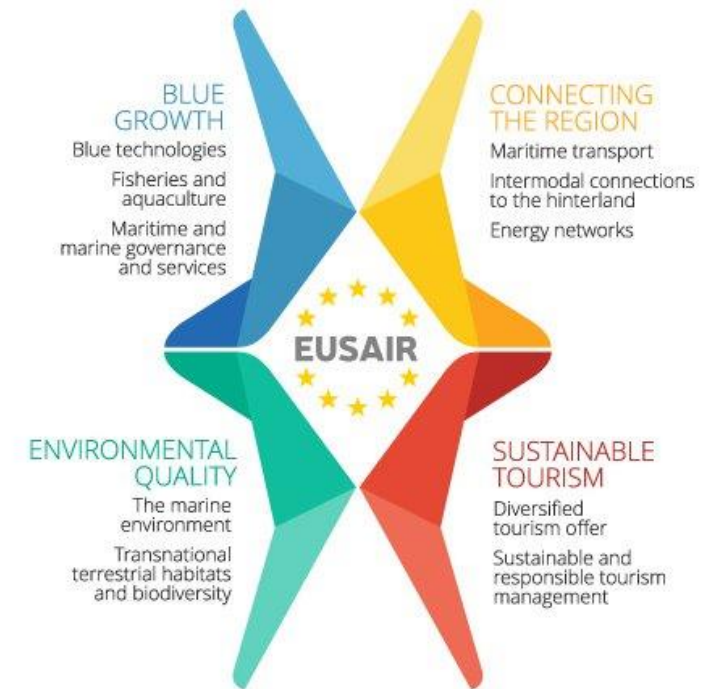 BLUE
GROWTH
Blue technologies
Fisheries and
aquaculture
Maritime and
marine governance
and services
CONNECTING
THE REGION
Maritime transport
Intermodal connections
to the hinterland
Energy networks
EUSAIR
ENVIRONMENTAL
QUALITY
The marine
environment
Transnational
terrestrial habitats
and biodiversity
SUSTAINABLE
TOURISM
Diversified
tourism offer
Sustainable and
responsible tourism
management